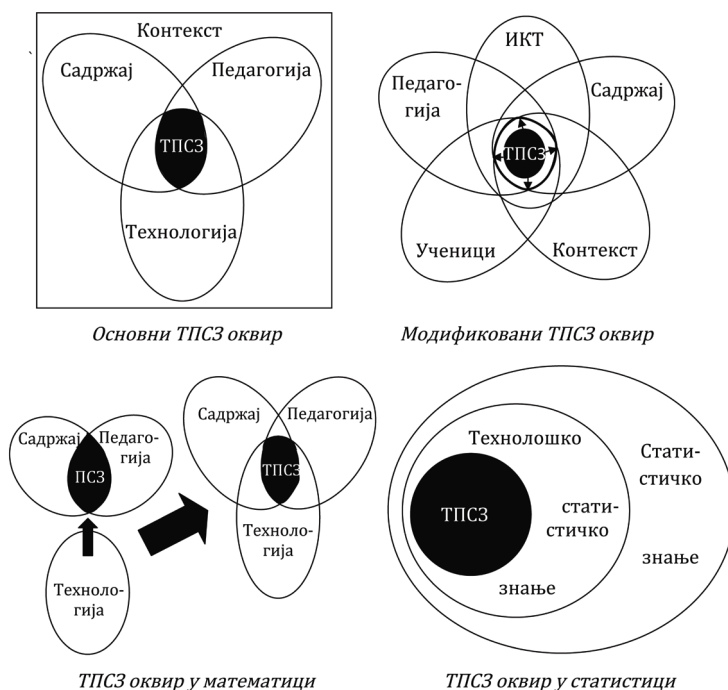 Контекст
Садржај
Педагогија
ТПСЗ
Технологија
Основни ТПСЗ оквир
ИКТ
Педаго-
гија
Садржај
ТПСЗ
Ученици
Контекст
Модификовани ТПСЗ оквир
Садржај
Педаго-
гија
ПСЗ
Техноло-
гија
Садржај
Педагогија
ТПСЗ
Техноло-
гија
ТПСЗ оквир у математици
Технолошко
стати-
стичко
знање
ТПСЗ
Стати-
стичко
знање
ТПСЗ оквир у статистици